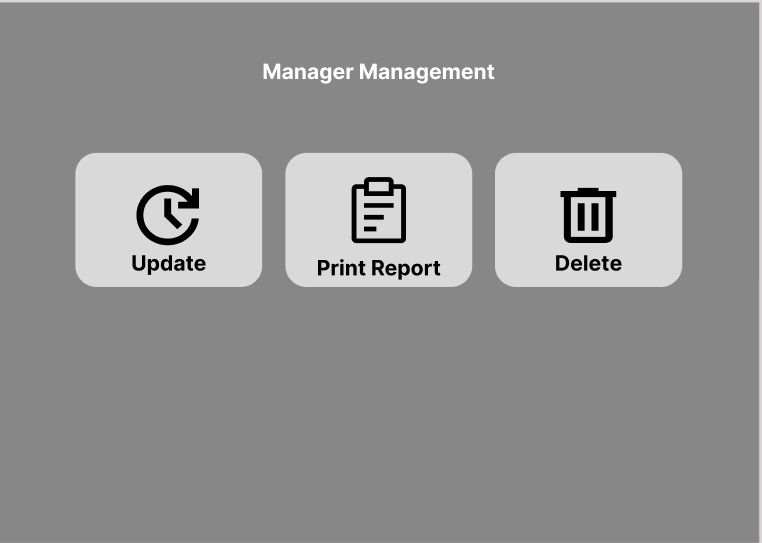 Manager Management
Update
Print Report
Delete